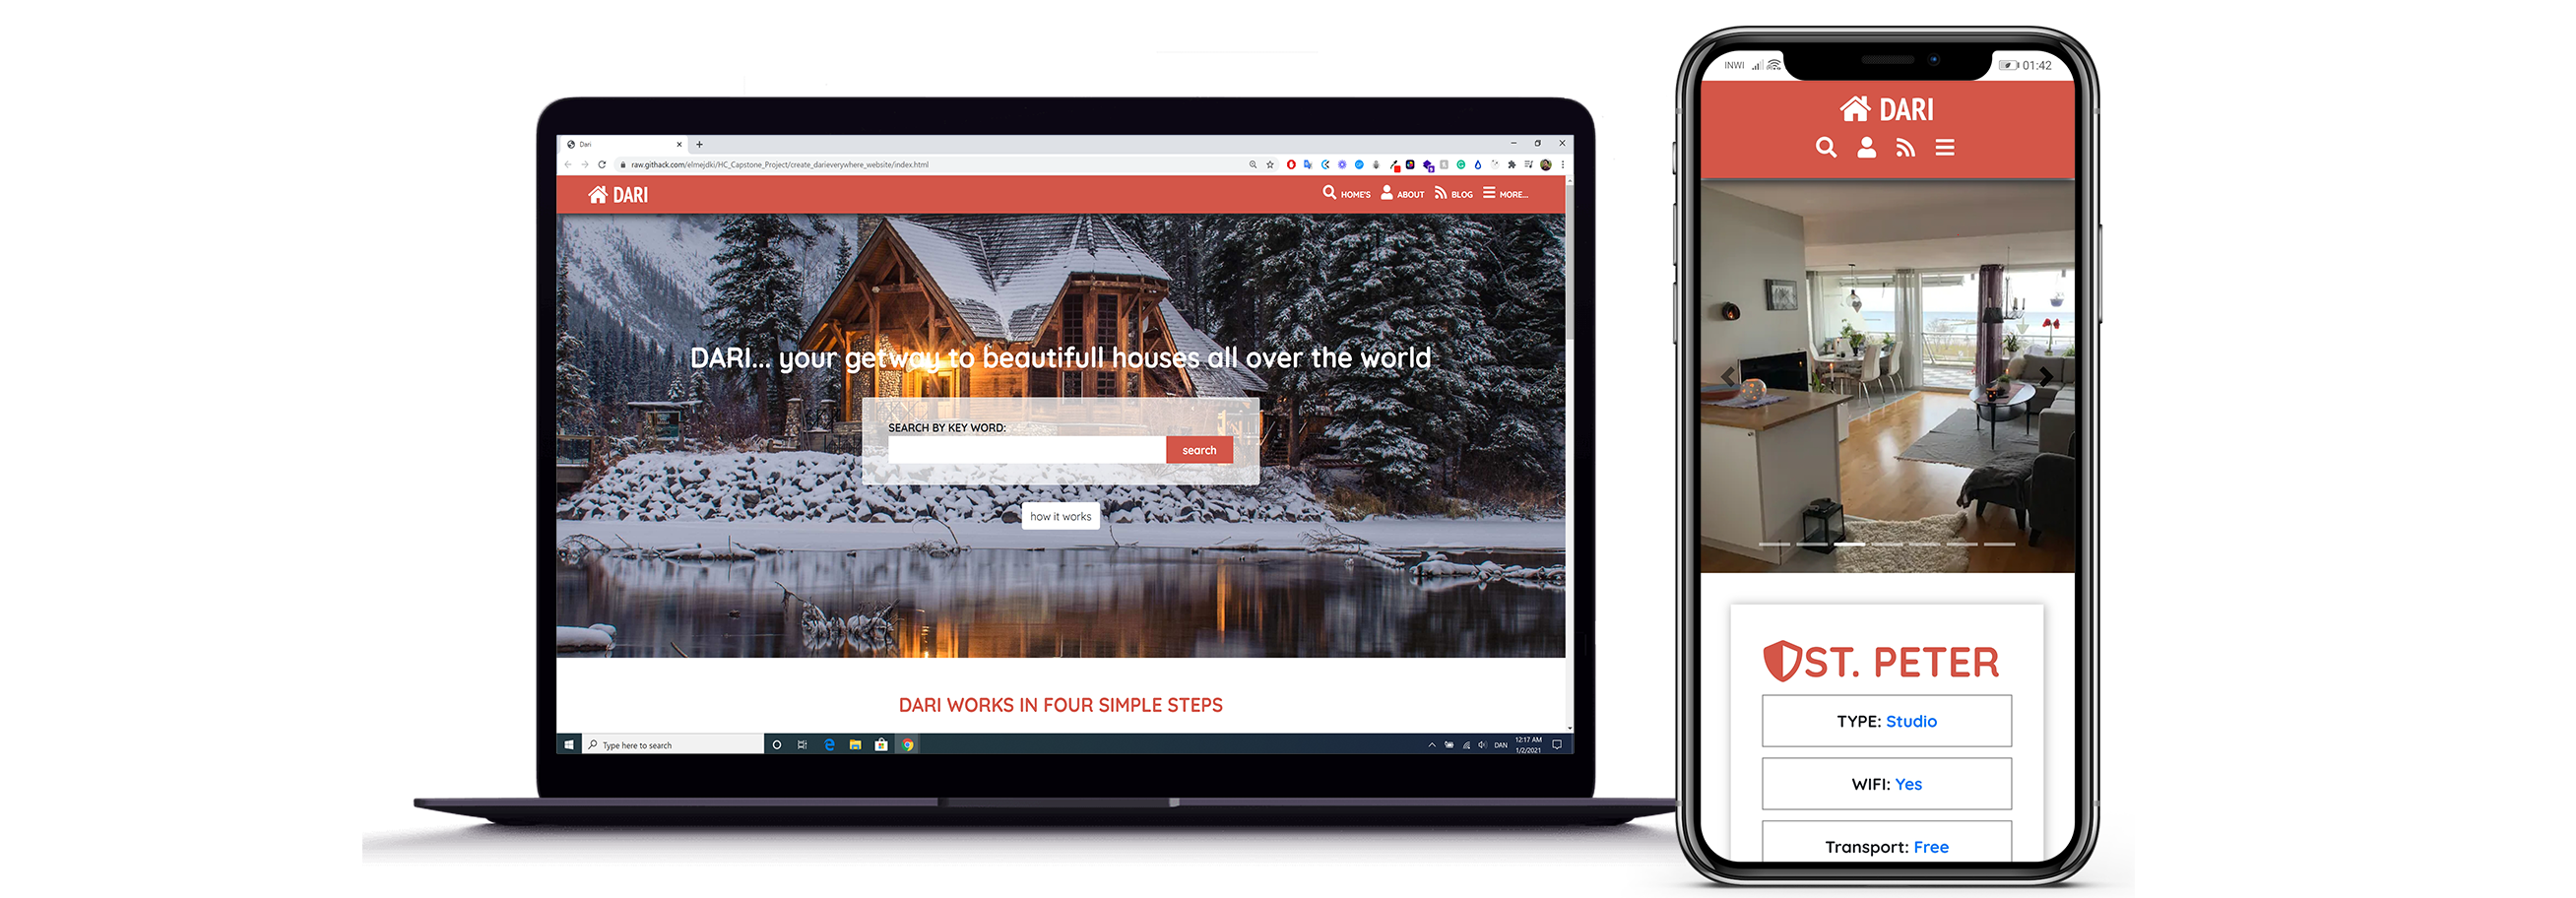 Dari
raw.githack.com/elmejdki/HC_Capstone_Project/create_darieverywhere_website/index.html
DARI
HOME'S ABOUT BLOG MORE...
DARI... your getway to beautifull houses all over the world
SEARCH BY KEY WORD:
search
how it works
DARI WORKS IN FOUR SIMPLE STEPS
Type here to search
DAN
12:17 AM
1/2/2021
INWI 01:42
DARI
ST. PETER
TYPE: Studio
WIFI: Yes
Transport: Free